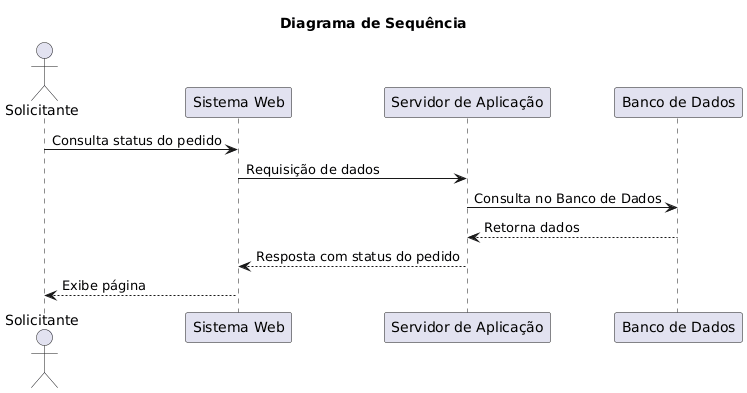 Diagrama de Sequência
Solicitante
Sistema Web
Servidor de Aplicação
Banco de Dados
Consulta status do pedido
Requisição de dados
Consulta no Banco de Dados
Retorna dados
Resposta com status do pedido
Exibe página
Solicitante
Sistema Web
Servidor de Aplicação
Banco de Dados